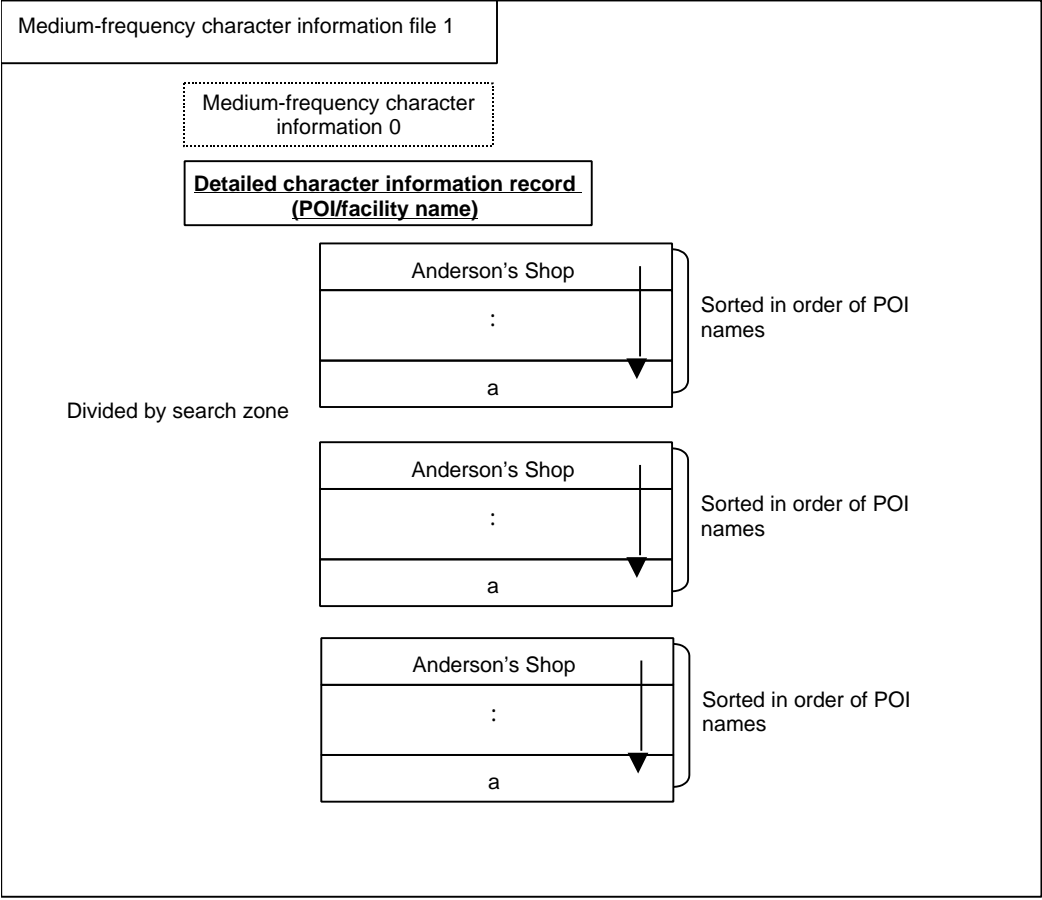 Medium-frequency character information file 1
Medium-frequency character
information 0
Detailed character information record
(POI/facility name)
Anderson’s Shop
:
a
Sorted in order of POI
names
Divided by search zone
Anderson’s Shop
:
a
Sorted in order of POI
names
Anderson’s Shop
:
a
Sorted in order of POI
names